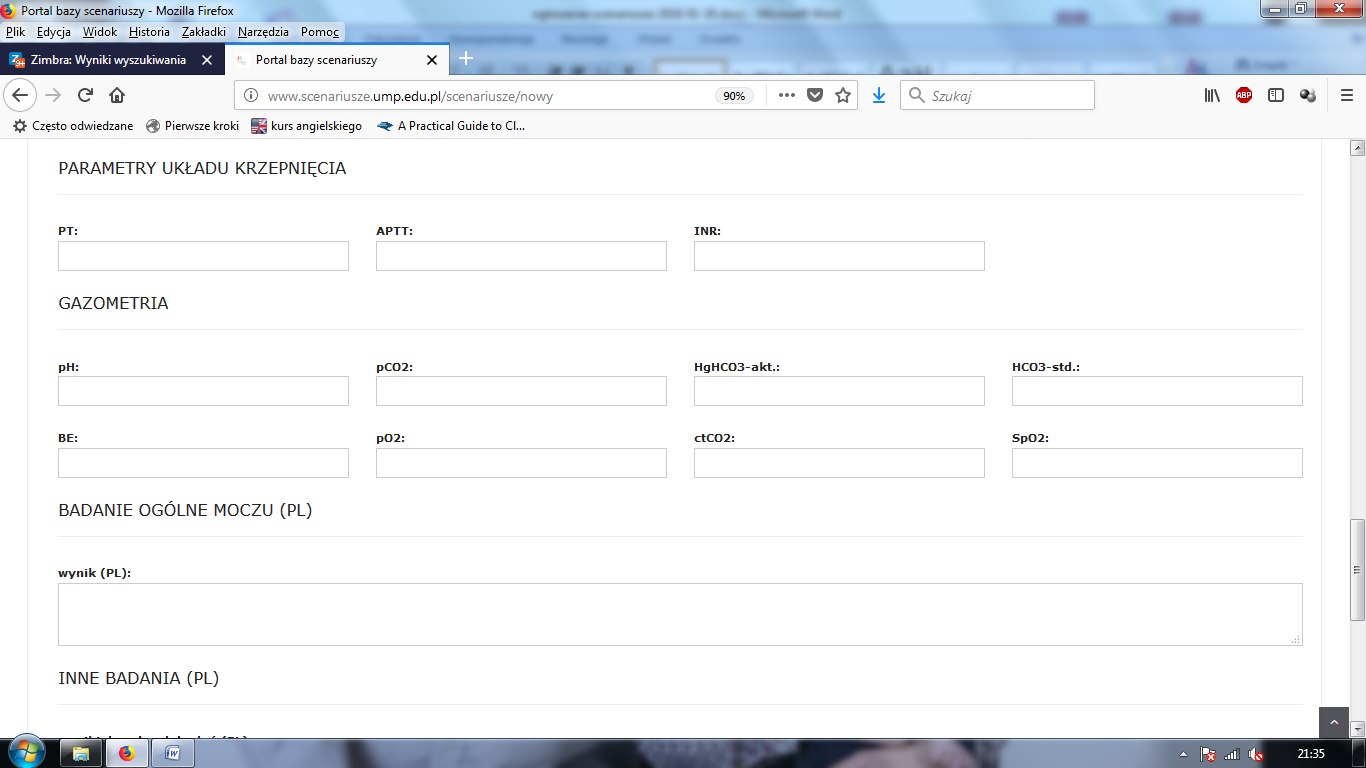 Portal bazy scenariuszy - Mozilla Firefox
Plik Edycja Widok Historia Zakładki Narzędzia Pomoc
Zimbra: Wyniki wyszukiwania
Portal bazy scenariuszy
www.scenariusze.ump.edu.pl/scenariusze/nowy 90% Szukaj ABP
Często odwiedzane Pierwsze kroki kurs angielskiego A Practical Guide to Cl...
PARAMETRY UKŁADU KRZEPNIĘCIA
PT: APTT: INR:
GAZOMETRIA
pH: pCO2: HgHCO3-akt.: HCO3-std.:
BE: pO2: ctCO2: SpO2:
BADANIE OGÓLNE MOCZU (PL)
wynik (PL):
INNE BADANIA (PL)
21:35